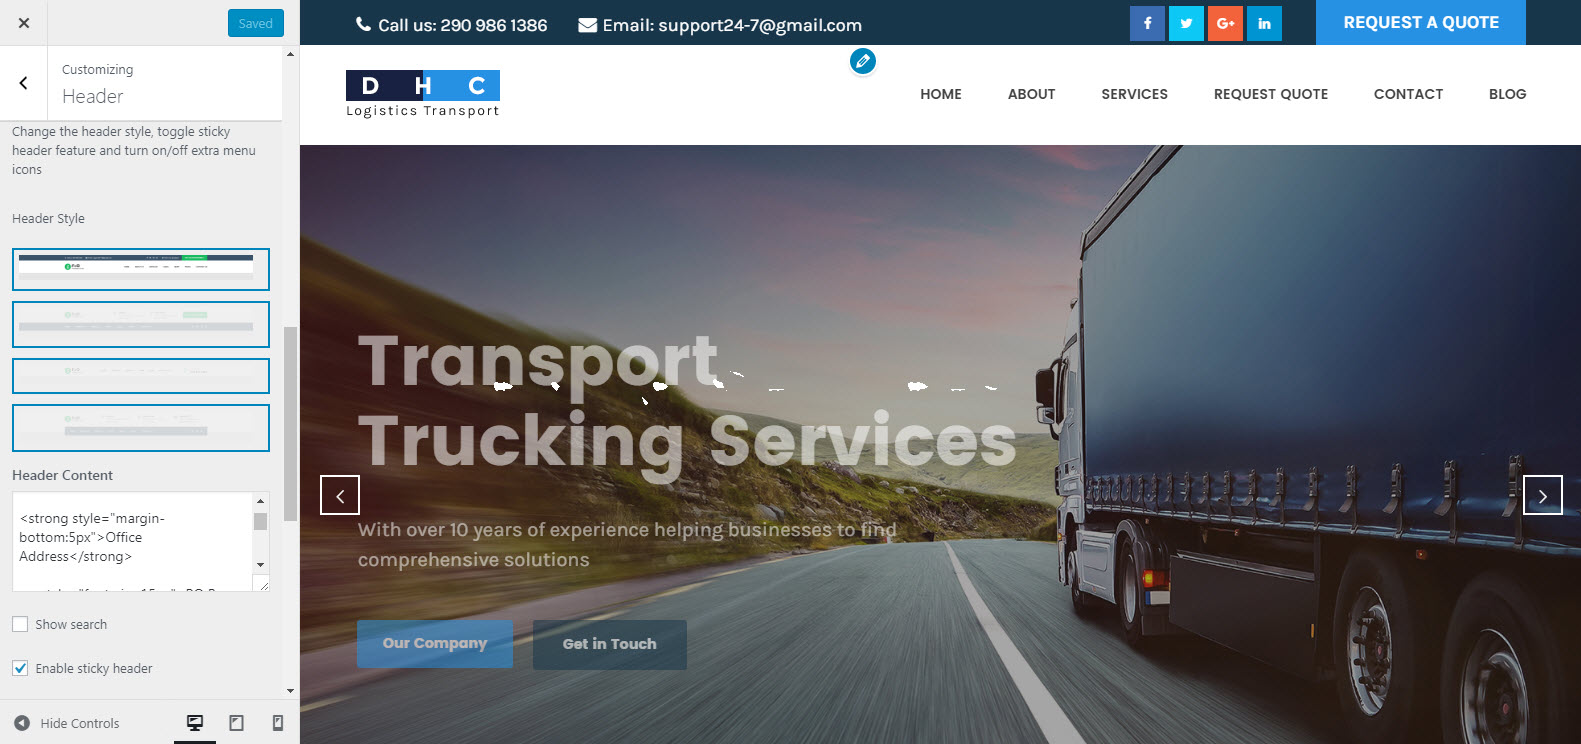 Saved
Customizing
Header
Change the header style, toggle sticky
header feature and turn on/off extra menu
icons
Header Style
Header Content
<strong style="margin-
bottom:5px">Office
Address</strong>
Show search
Enable sticky header
Hide Controls
Call us: 290 986 1386
Email: support24-7@gmail.com
f
G+
in
REQUEST A QUOTE
D H C
Logistics Transport
HOME
ABOUT
SERVICES
REQUEST QUOTE
CONTACT
BLOG
Transport
Trucking Services
With over 10 years of experience helping businesses to find
comprehensive solutions
Our Company
Get in Touch